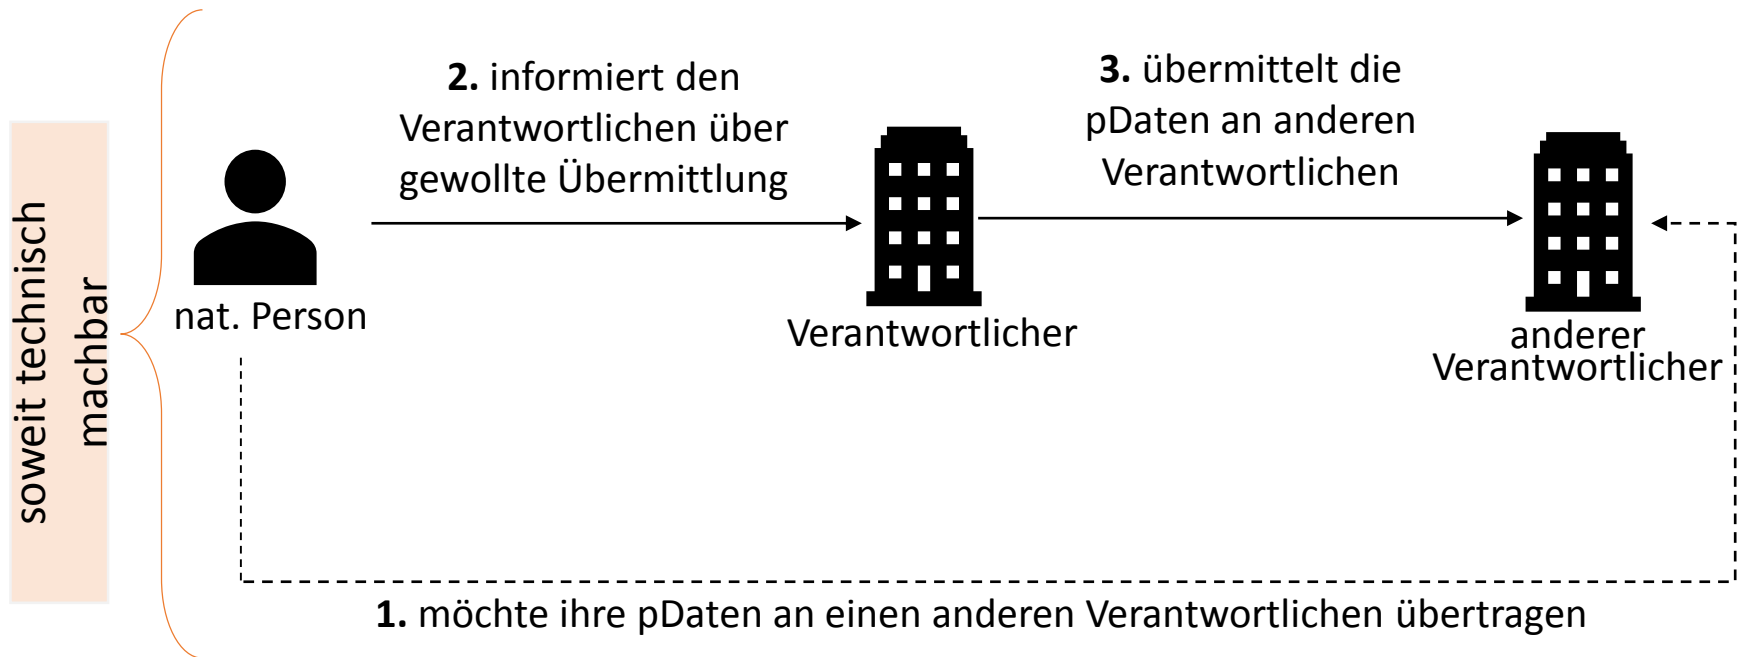 soweit technisch
machbar
2. informiert den
Verantwortlichen über
gewollte Übermittlung
3. übermittelt die
pDaten an anderen
Verantwortlichen
nat. Person
Verantwortlicher
anderer
Verantwortlicher
1. möchte ihre pDaten an einen anderen Verantwortlichen übertragen